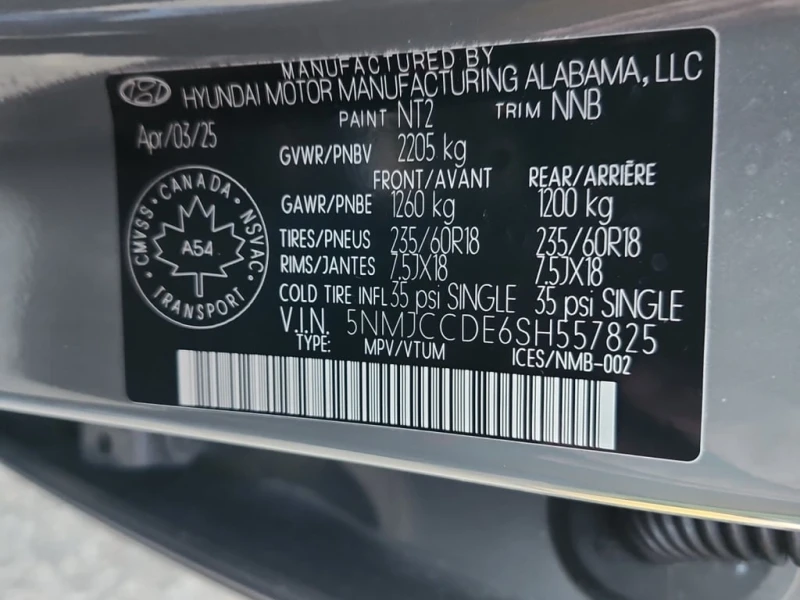 MANUFACTURED BY
HYUNDAI MOTOR MANUFACTURING ALABAMA, LLC
PAINT NT2 TRIM NNB
Apr/03/25
GVWR/PNBV 2205 kg
FRONT/AVANT REAR/ARRIÈRE
GAWR/PNBE 1260 kg 1200 kg
TIRES/PNEUS 235/60R18 235/60R18
RIMS/JANTES 7.5JX18 7.5JX18
COLD TIRE INFL 35 psi SINGLE 35 psi SINGLE
V.I.N. 5NMJCCDE6SH557825
TYPE: MPV/VTUM ICES/NMB-002
CMVSS • CANADA • NSVAC • TRANSPORT •
A54